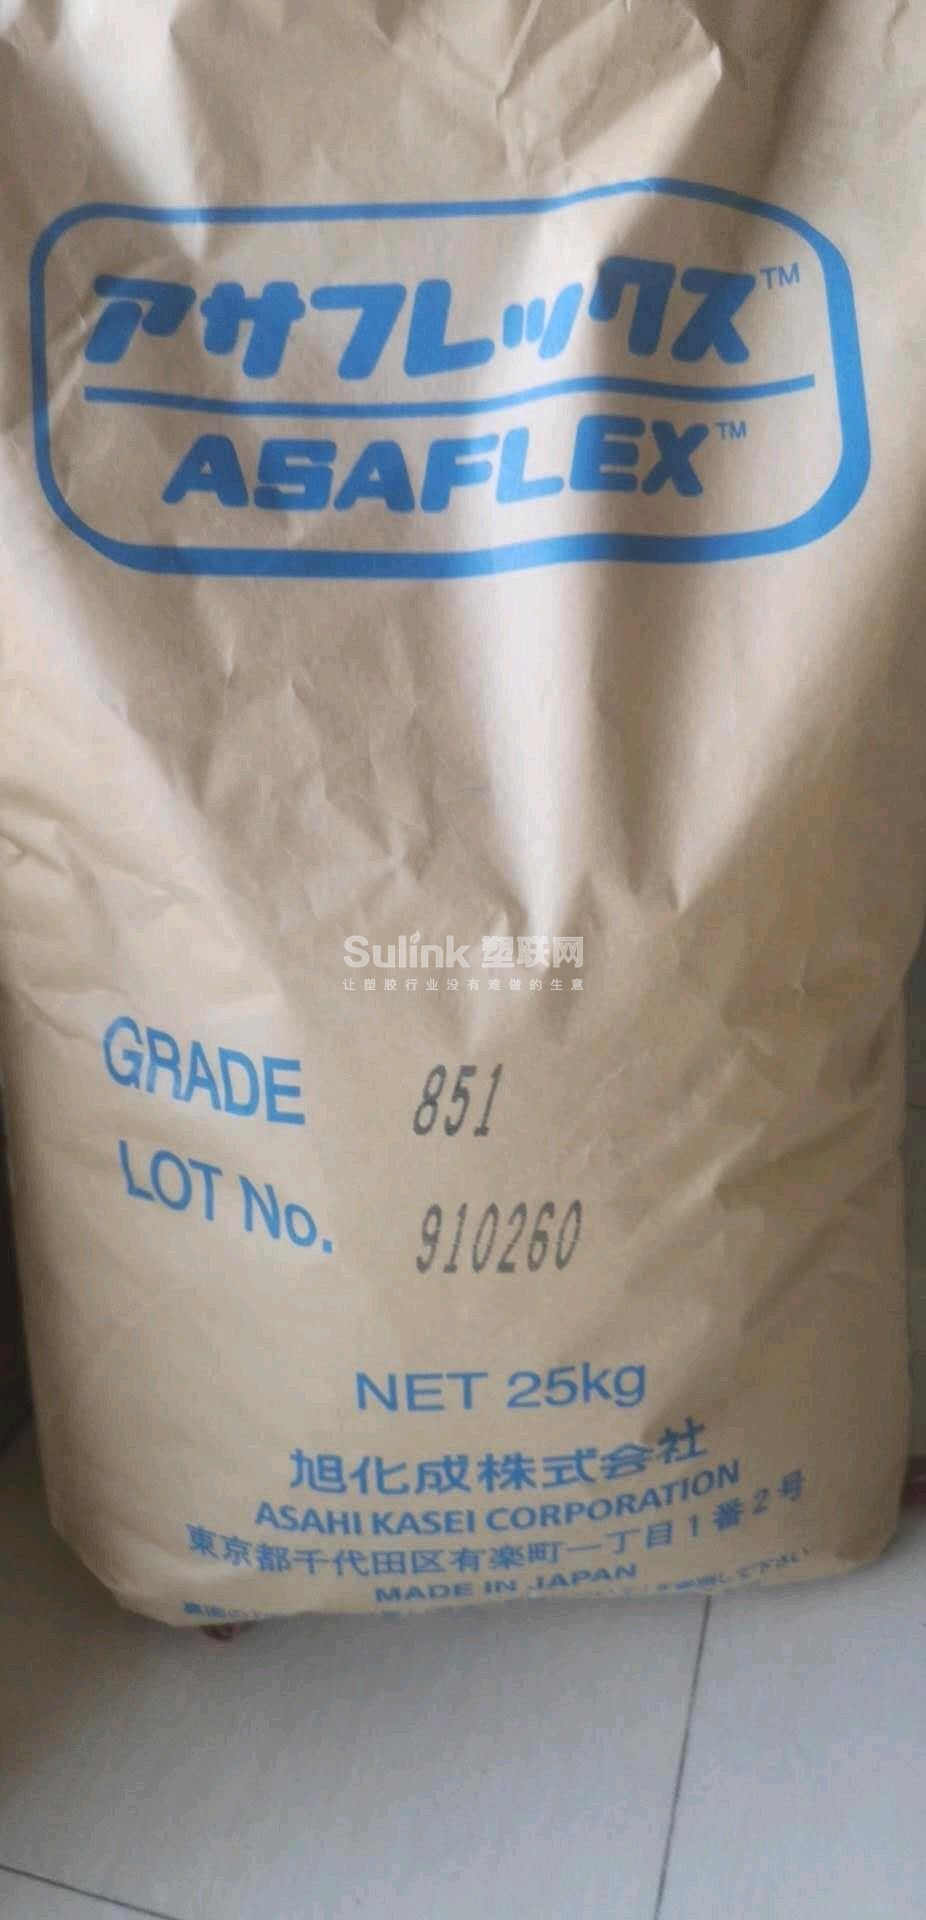 アサフレックス™
ASAFLEX™
Sulink 塑联网
让塑胶行业没有难做的生意
GRADE 851
LOT No. 910260
NET 25kg
旭化成株式会社
ASAHI KASEI CORPORATION
東京都千代田区有楽町一丁目1番2号
MADE IN JAPAN